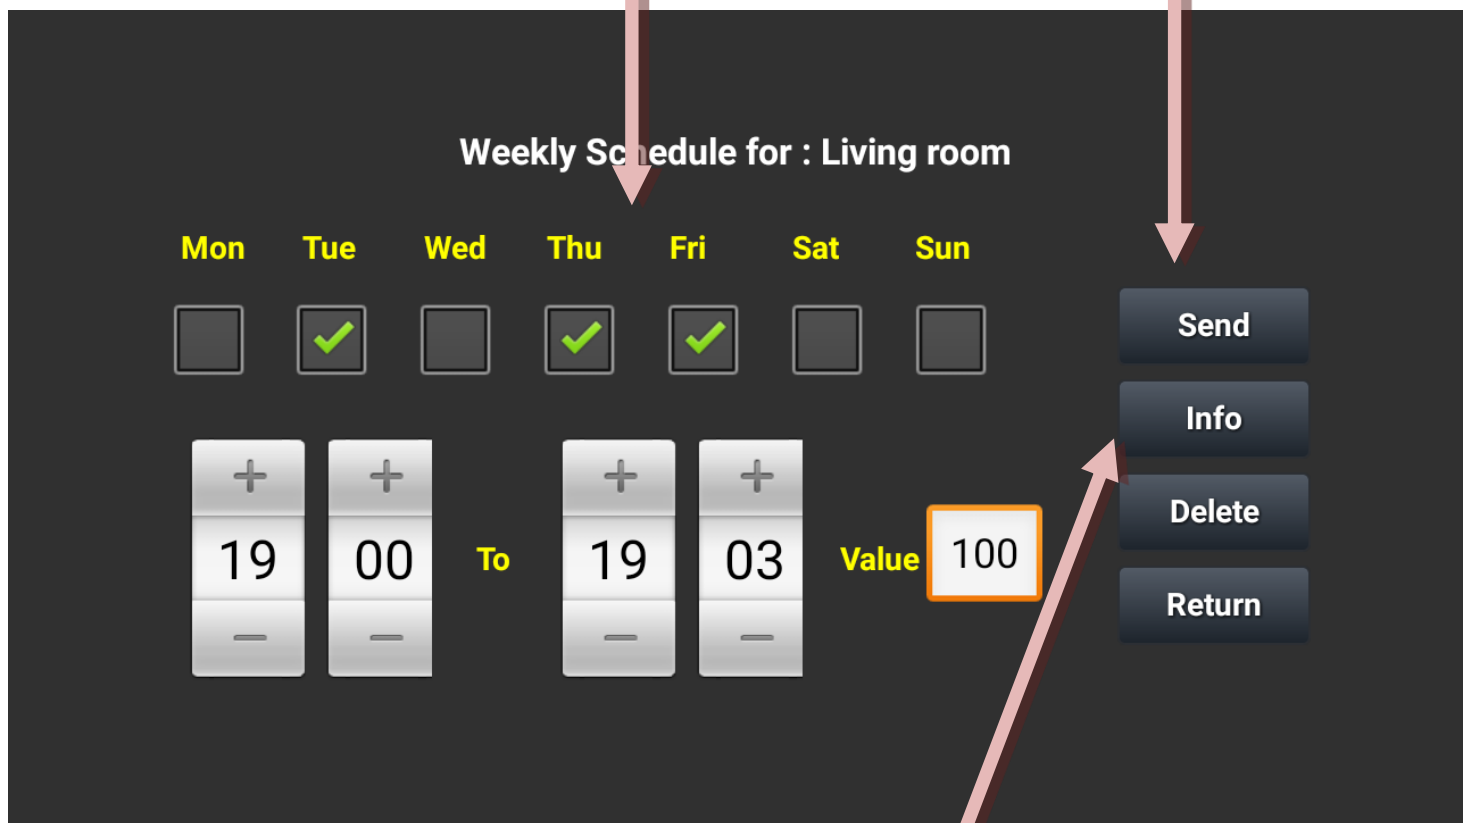 Weekly Schedule for : Living room
Mon Tue Wed Thu Fri Sat Sun
Send
Info
Delete
Return
+ + + +
19 00 To 19 03 Value 100
− − − −